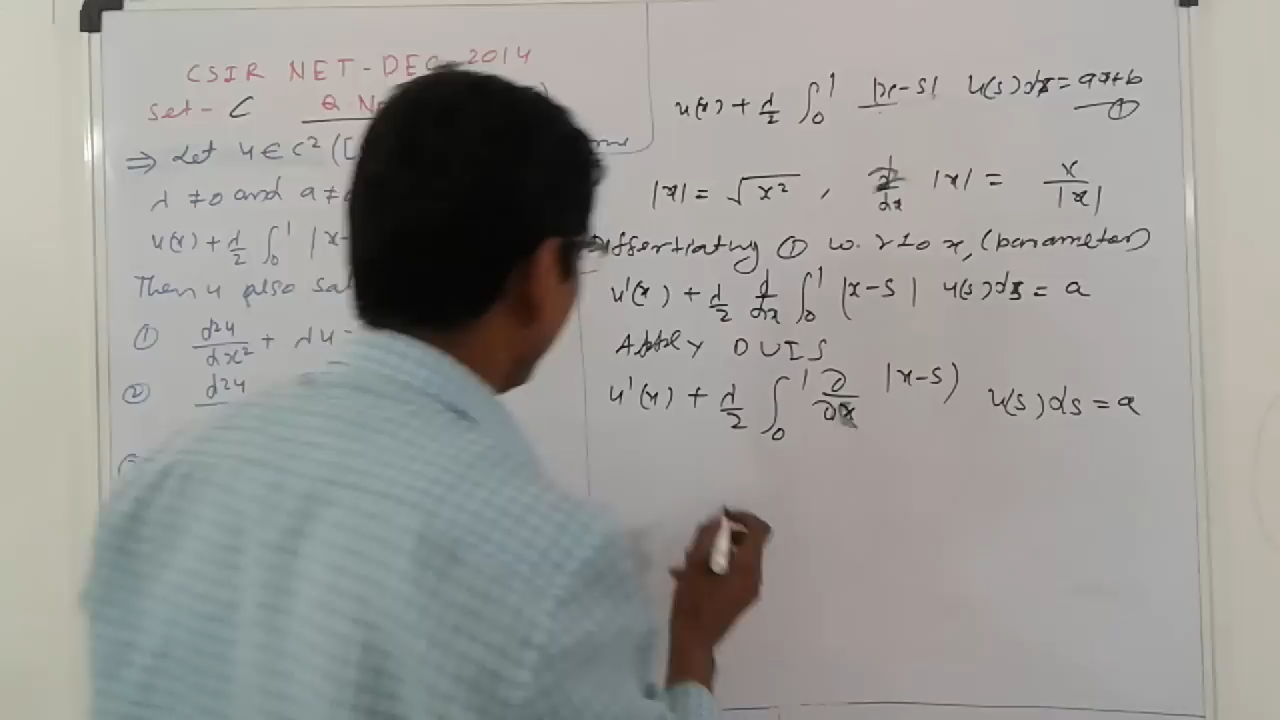 CSIR NET-DEC-2014
Set- C Q
⇒ Let u ∈ C² ([
λ ≠ 0 and a ≠
u(x) + λ/2 ∫₀¹ |x-
Then u also sa
① d²u/dx² + λu
② d²u
u(x) + λ/2 ∫₀¹ |x-s| u(s) ds = ax+b
①
|x| = √x² , d/dx |x| = x/|x|
① w. r to x, (parameter)
u'(x) + λ/2 d/dx ∫₀¹ |x-s| u(s) ds = a
Apply DUIS
u'(x) + λ/2 ∫₀¹ ∂/∂x |x-s) u(s) ds = a